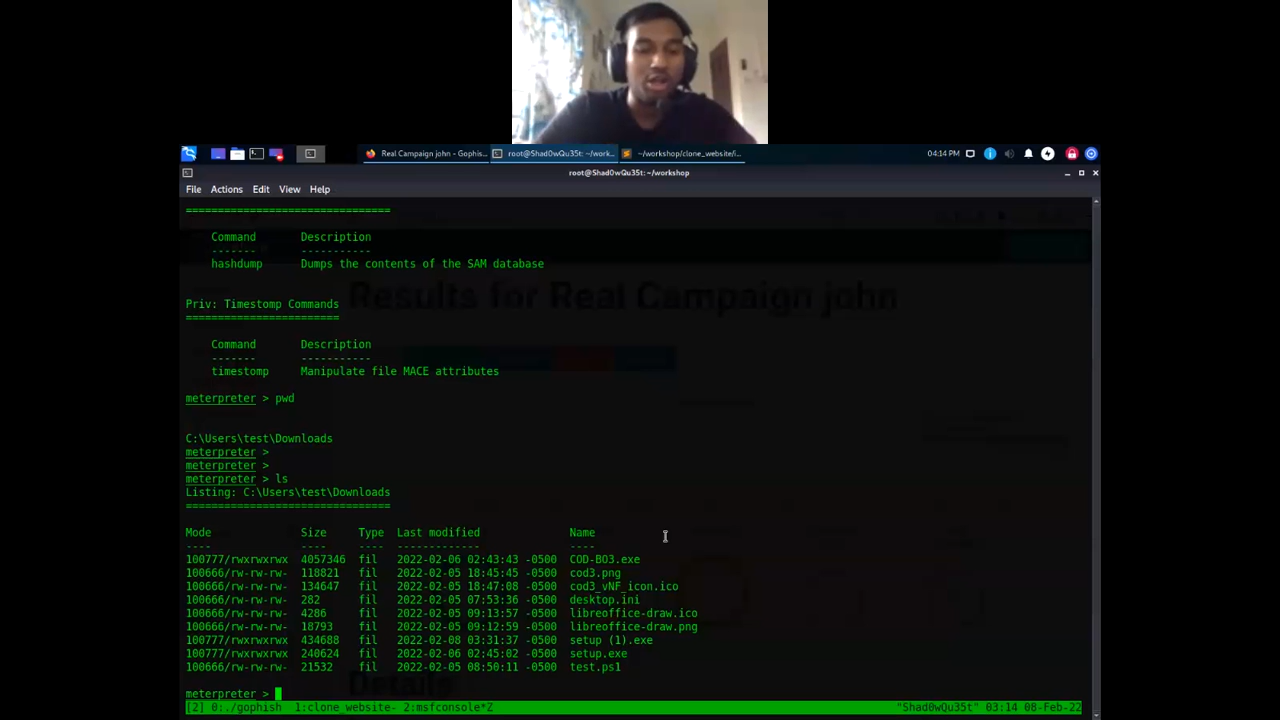 Real Campaign john - Gophis...
root@Shad0wQu35t: ~/work...
~/workshop/clone_website/i...
04:14 PM
root@Shad0wQu35t: ~/workshop
File Actions Edit View Help
================================
Command Description
------- -----------
hashdump Dumps the contents of the SAM database
Results for Real Campaign john
Priv: Timestomp Commands
========================
Command Description
------- -----------
timestomp Manipulate file MACE attributes
meterpreter > pwd
C:\Users\test\Downloads
meterpreter >
meterpreter >
meterpreter > ls
Listing: C:\Users\test\Downloads
================================
Mode Size Type Last modified Name
---- ---- ---- ------------- ----
100777/rwxrwxrwx 4057346 fil 2022-02-06 02:43:43 -0500 COD-BO3.exe
100666/rw-rw-rw- 118821 fil 2022-02-05 18:45:45 -0500 cod3.png
100666/rw-rw-rw- 134647 fil 2022-02-05 18:47:08 -0500 cod3_vNF_icon.ico
100666/rw-rw-rw- 282 fil 2022-02-05 07:53:36 -0500 desktop.ini
100666/rw-rw-rw- 4286 fil 2022-02-05 09:13:57 -0500 libreoffice-draw.ico
100666/rw-rw-rw- 18793 fil 2022-02-05 09:12:59 -0500 libreoffice-draw.png
100777/rwxrwxrwx 434688 fil 2022-02-08 03:31:37 -0500 setup (1).exe
100777/rwxrwxrwx 240624 fil 2022-02-06 02:45:02 -0500 setup.exe
100666/rw-rw-rw- 21532 fil 2022-02-05 08:50:11 -0500 test.ps1
Details
meterpreter >
[2] 0:./gophish 1:clone_website- 2:msfconsole*Z "Shad0wQu35t" 03:14 08-Feb-22